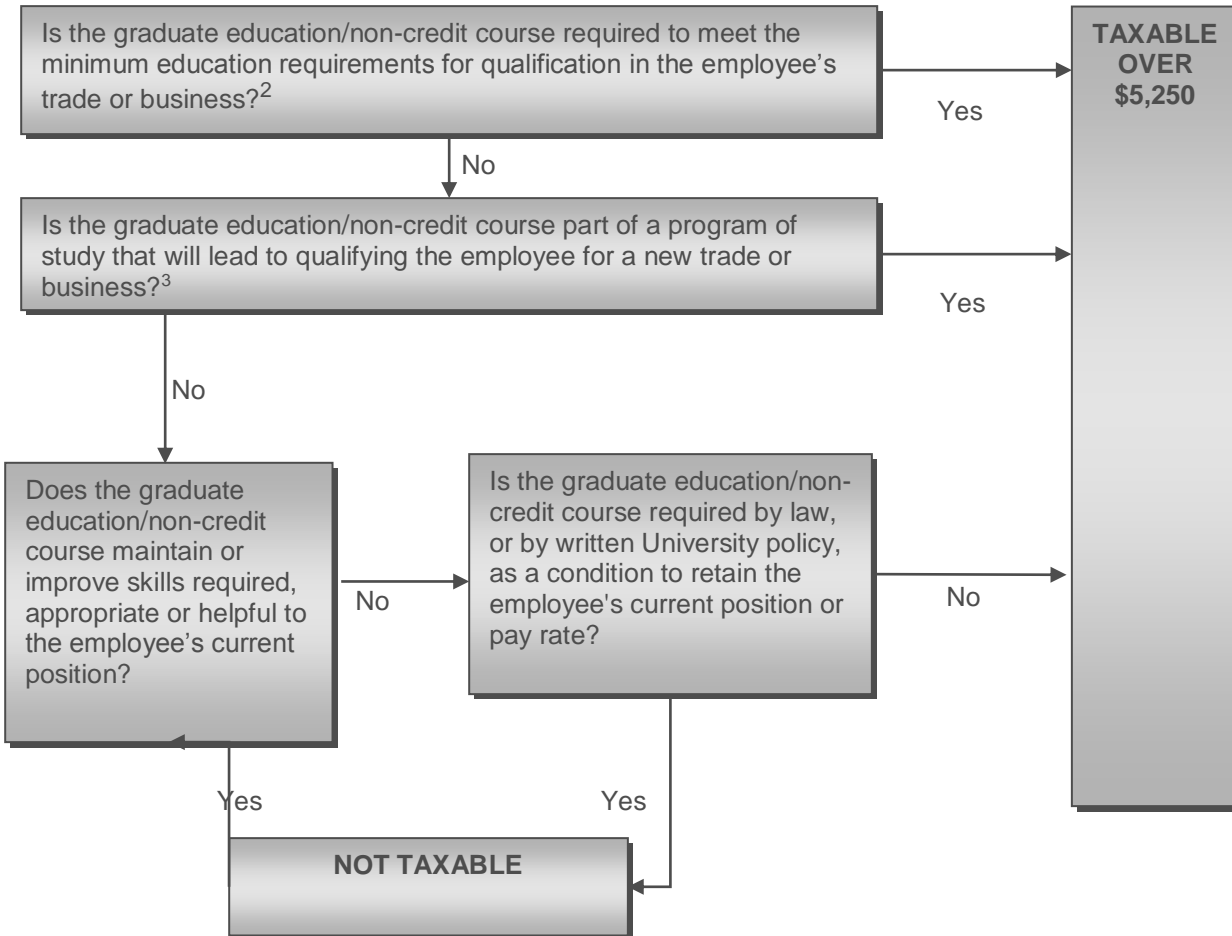 Is the graduate education/non-credit course required to meet the
minimum education requirements for qualification in the employee’s
trade or business?2
Yes
TAXABLE
OVER
$5,250
No
Is the graduate education/non-credit course part of a program of
study that will lead to qualifying the employee for a new trade or
business?3
Yes
No
Does the graduate
education/non-credit
course maintain or
improve skills required,
appropriate or helpful to
the employee’s current
position?
No
Is the graduate education/non-
credit course required by law,
or by written University policy,
as a condition to retain the
employee's current position or
pay rate?
No
Yes
Yes
NOT TAXABLE